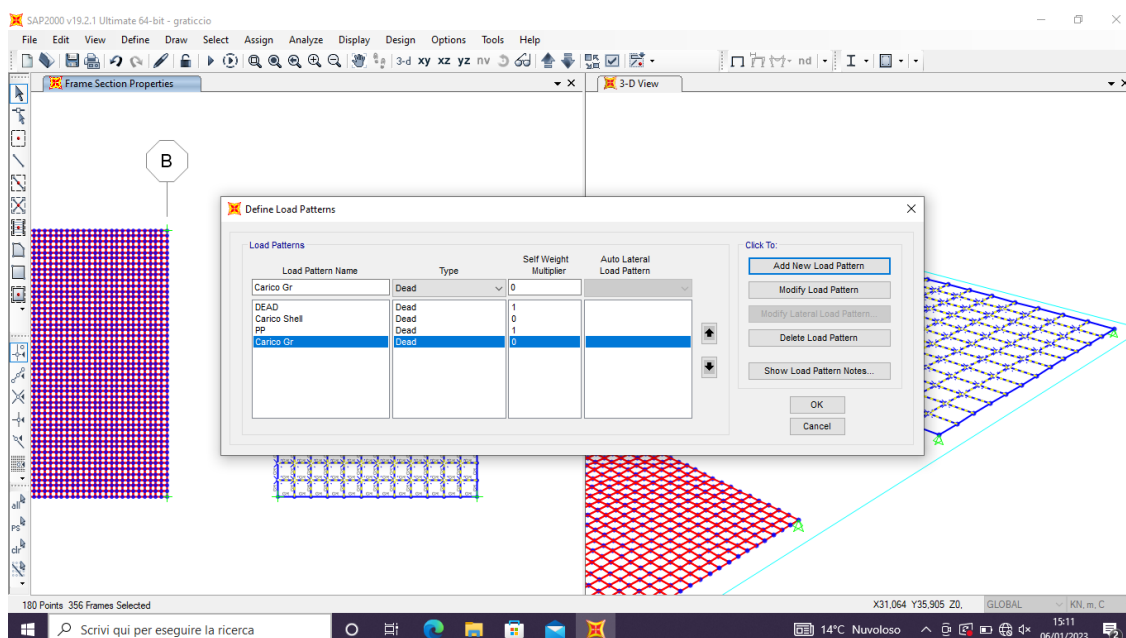 SAP2000 v19.2.1 Ultimate 64-bit - graticcio
File Edit View Define Draw Select Assign Analyze Display Design Options Tools Help
3-d xy xz yz nv
nd
Frame Section Properties
3-D View
B
Define Load Patterns
Load Patterns
Click To:
Load Pattern Name Type Self Weight Multiplier Auto Lateral Load Pattern
Carico Gr Dead 0
DEAD Dead 1
Carico Shell Dead 0
PP Dead 1
Carico Gr Dead 0
Add New Load Pattern
Modify Load Pattern
Modify Lateral Load Pattern...
Delete Load Pattern
Show Load Pattern Notes...
OK
Cancel
all
PS
clr
180 Points 356 Frames Selected
X31,064 Y35,905 Z0,
GLOBAL
KN, m, C
Scrivi qui per eseguire la ricerca
14°C Nuvoloso
15:11
06/01/2023
2